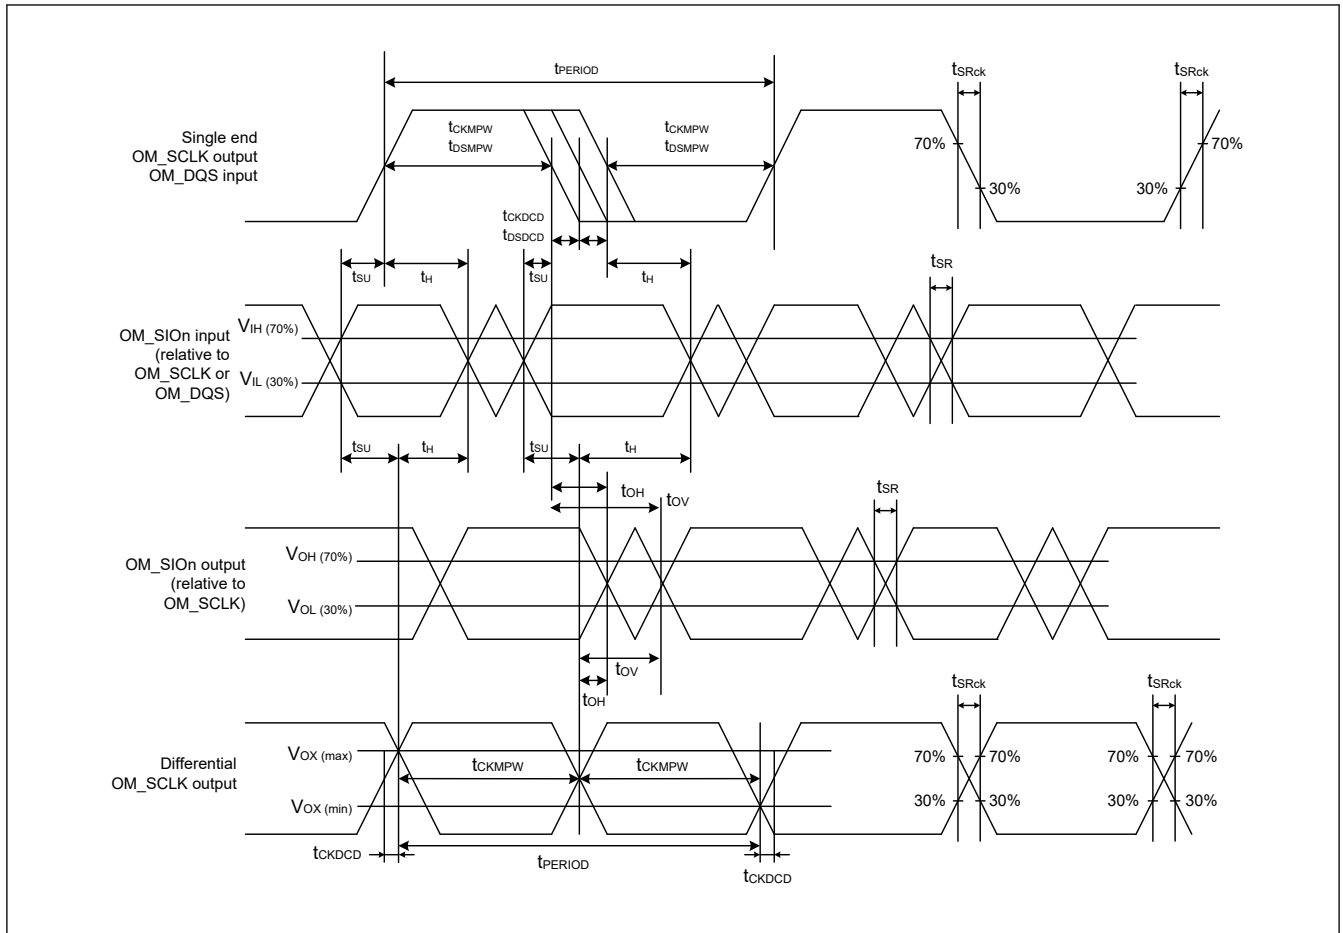 tPERIOD
tSRck
tSRck
Single end
OM_SCLK output
OM_DQS input
tCKMPW
tDSMPW
tCKMPW
tDSMPW
70%
30%
30%
70%
tCKDCD
tDSDCD
tSU
tH
tSU
tH
tSR
OM_SIOn input
(relative to
OM_SCLK or
OM_DQS)
VIH (70%)
VIL (30%)
tSU
tH
tSU
tH
tOH
tOV
tSR
OM_SIOn output
(relative to
OM_SCLK)
VOH (70%)
VOL (30%)
tOV
tOH
tSRck
tSRck
Differential
OM_SCLK output
VOX (max)
VOX (min)
tCKMPW
tCKMPW
70%
70%
70%
70%
30%
30%
30%
30%
tCKDCD
tPERIOD
tCKDCD